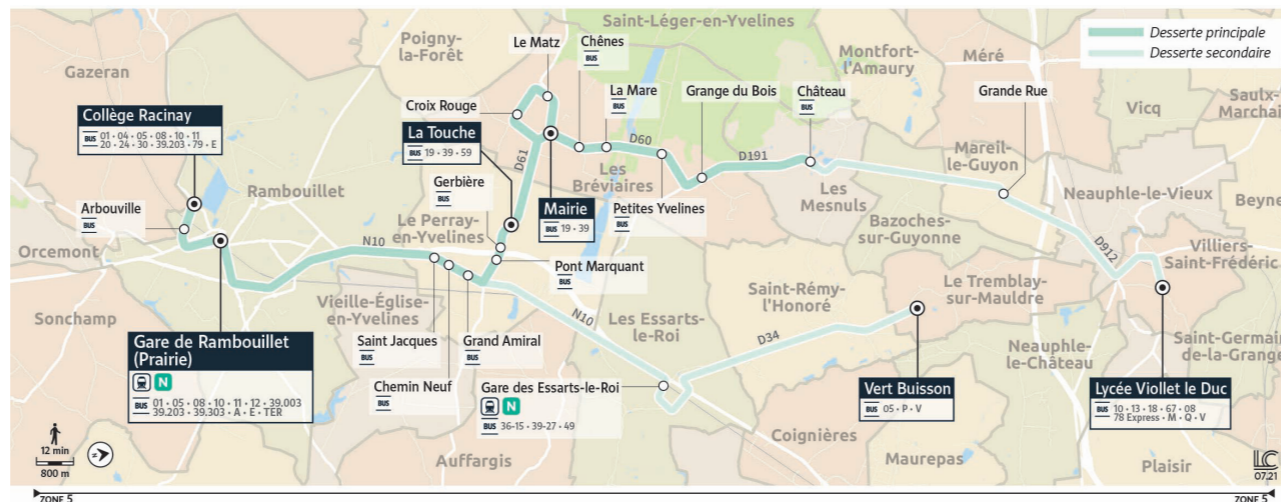 Saint-Léger-en-Yvelines
Desserte principale
Desserte secondaire
Poigny-
la-Forêt
Le Matz
Chênes
BUS
Montfort-
l'Amaury
Méré
Gazeran
Croix Rouge
La Mare
BUS
Grange du Bois
Château
BUS
Grande Rue
Vicq
Saulx-
Marchai
Collège Racinay
BUS 01 • 04 • 05 • 08 • 10 • 11
20 • 24 • 30 • 39.203 • 79 • E
La Touche
BUS 19 • 39 • 59
D61
D60
D191
Mareil-
le-Guyon
Rambouillet
Gerbière
BUS
Les
Bréviaires
Les
Mesnuls
Neauphle-le-Vieux
Beyne
Arbouville
BUS
Le Perray-
en-Yvelines
Mairie
BUS 19 • 39
Petites Yvelines
BUS
Bazoches-
sur-Guyonne
D912
Villiers-
Saint-Frédéric
Orcemont
N10
Pont Marquant
BUS
Saint-Rémy-
l'Honoré
Le Tremblay-
sur-Mauldre
Sonchamp
Vieille-Église-
en-Yvelines
N10
Les Essarts-
le-Roi
D34
Neauphle-
le-Château
Saint-Germain
de-la-Grange
Gare de Rambouillet
(Prairie)
N
BUS 01 • 05 • 08 • 10 • 11 • 12 • 39.003
39.203 • 39.303 • A • E • TER
Saint Jacques
BUS
Grand Amiral
BUS
Chemin Neuf
BUS
Gare des Essarts-le-Roi
N
BUS 36-15 • 39-27 • 49
Vert Buisson
BUS 05 • P • V
Lycée Viollet le Duc
BUS 10 • 13 • 18 • 67 • 08
78 Express • M • Q • V
Coignières
Maurepas
Plaisir
Auffargis
12 min
800 m
LC
07.21
ZONE 5
ZONE 5